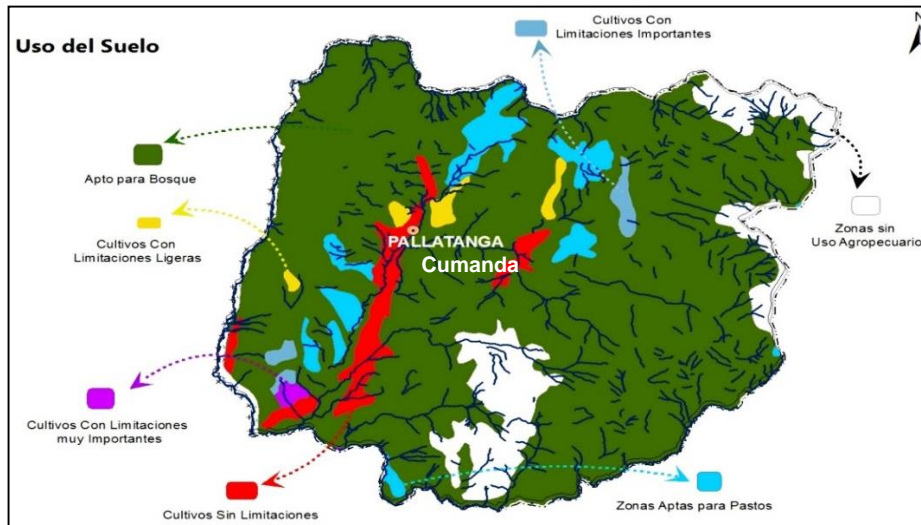 Uso del Suelo
Cultivos Con
Limitaciones Importantes
N
Apto para Bosque
Cultivos Con
Limitaciones Ligeras
PALLATANGA
Cumanda
Zonas sin
Uso Agropecuario
Cultivos Con Limitaciones
muy Importantes
Cultivos Sin Limitaciones
Zonas Aptas para Pastos